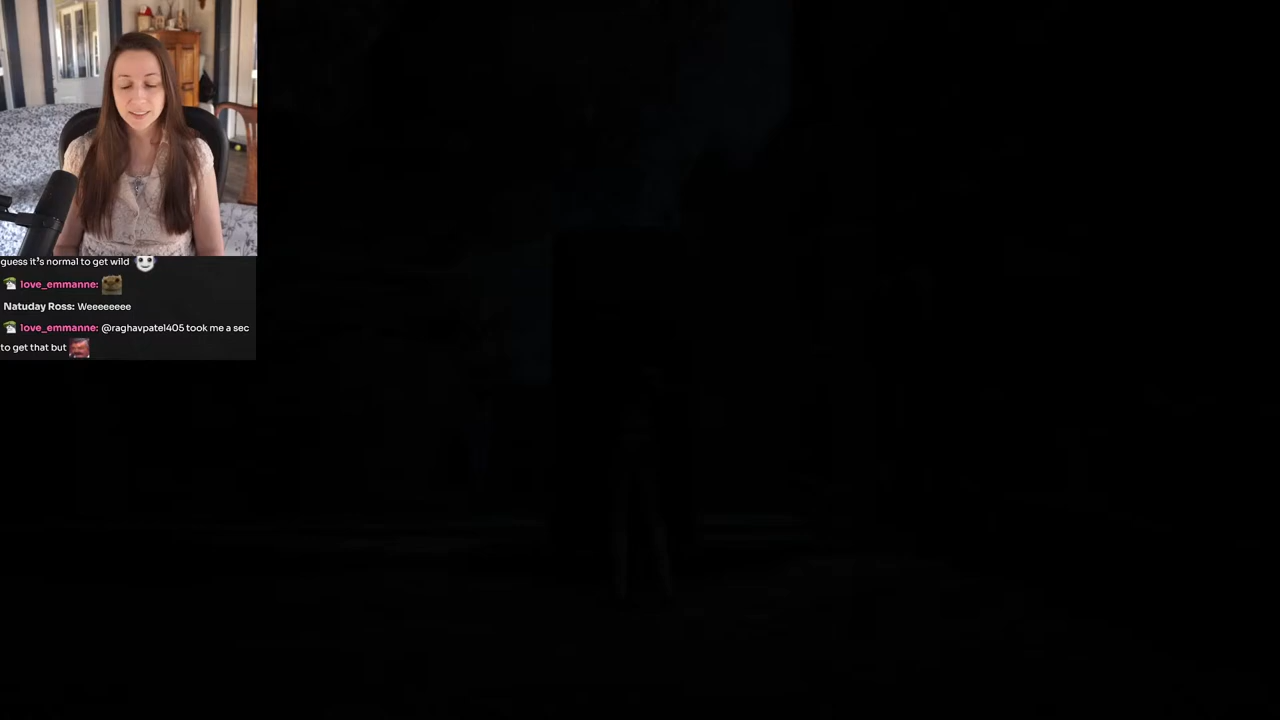 guess it's normal to get wild
love_emmanne:
Natuday Ross: Weeeeeeee
love_emmanne: @raghavpatel405 took me a sec
to get that but